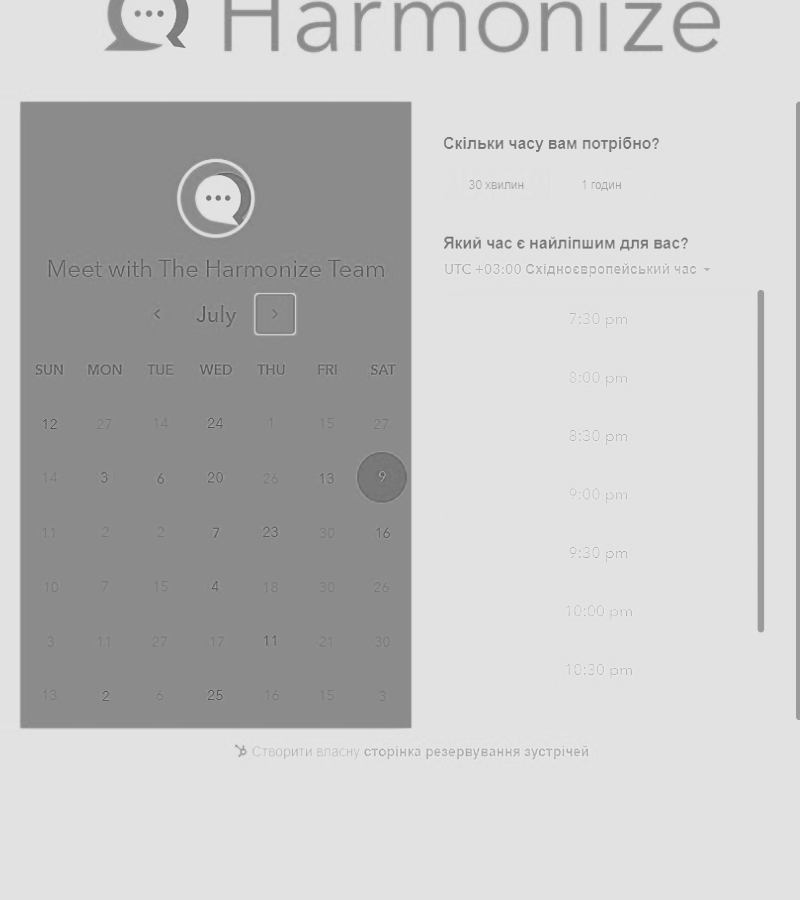 Harmonize
Meet with The Harmonize Team
July
SUN MON TUE WED THU FRI SAT
12 27 14 24 1 15 27
14 3 6 20 26 13 9
11 2 2 7 23 30 16
10 7 15 4 18 30 26
3 11 27 17 11 21 30
13 2 6 25 16 15 3
Скільки часу вам потрібно?
30 хвилин 1 годин
Який час є найліпшим для вас?
UTC +03:00 Східноєвропейський час
7:30 pm
8:00 pm
8:30 pm
9:00 pm
9:30 pm
10:00 pm
10:30 pm
Створити власну сторінка резервування зустрічей